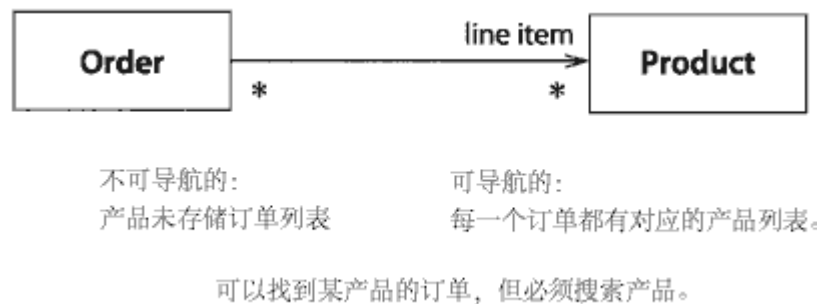 line item
Order
Product
*
*
不可导航的:
产品未存储订单列表
可导航的:
每一个订单都有对应的产品列表。
可以找到某产品的订单，但必须搜索产品。